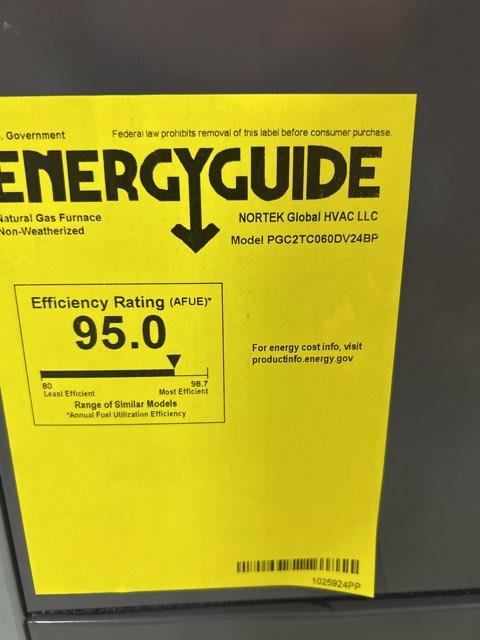 . Government
Federal law prohibits removal of this label before consumer purchase.
ENERGYGUIDE
Natural Gas Furnace
Non-Weatherized
NORTEK Global HVAC LLC
Model PGC2TC060DV24BP
Efficiency Rating (AFUE)*
95.0
80
98.7
Least Efficient
Most Efficient
Range of Similar Models
*Annual Fuel Utilization Efficiency
For energy cost info, visit
productinfo.energy.gov
1025924PP